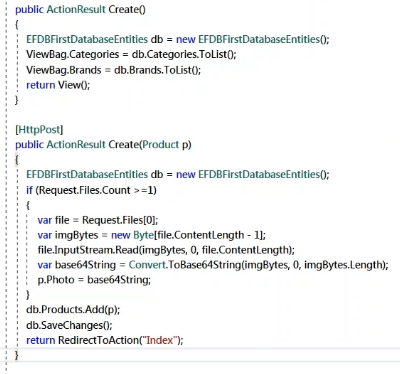 public ActionResult Create()
{
EFDBFirstDatabaseEntities db = new EFDBFirstDatabaseEntities();
ViewBag.Categories = db.Categories.ToList();
ViewBag.Brands = db.Brands.ToList();
return View();
}
[HttpPost]
public ActionResult Create(Product p)
{
EFDBFirstDatabaseEntities db = new EFDBFirstDatabaseEntities();
if (Request.Files.Count >=1)
{
var file = Request.Files[0];
var imgBytes = new Byte[file.ContentLength - 1];
file.InputStream.Read(imgBytes, 0, file.ContentLength);
var base64String = Convert.ToBase64String(imgBytes, 0, imgBytes.Length);
p.Photo = base64String;
}
db.Products.Add(p);
db.SaveChanges();
return RedirectToAction("Index");
}